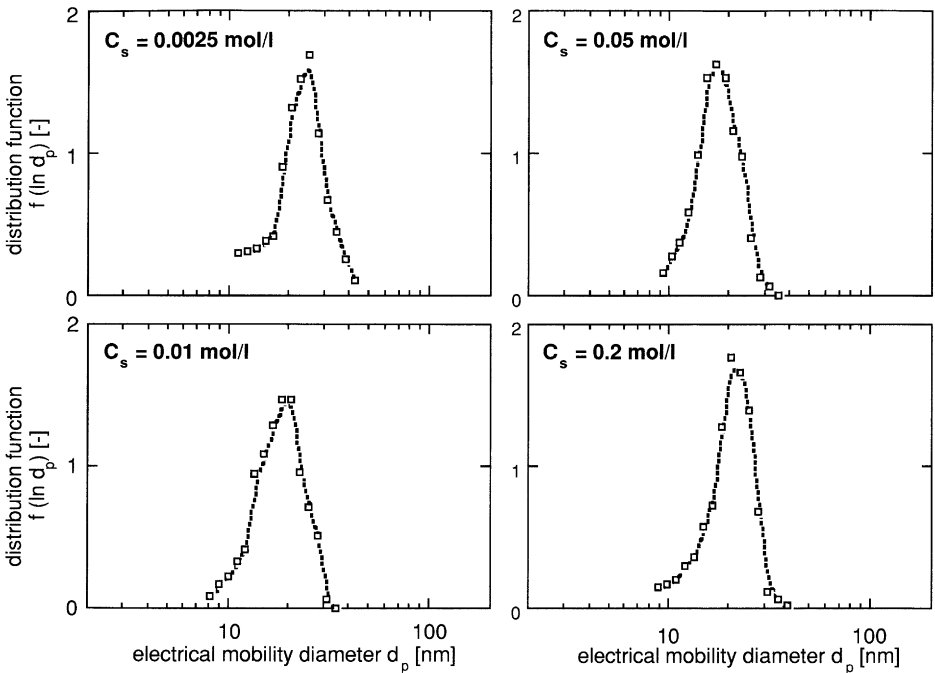 2
C_s = 0.0025 mol/l
distribution function
f (ln d_p) [-]
1
0
2
C_s = 0.05 mol/l
1
0
2
C_s = 0.01 mol/l
distribution function
f (ln d_p) [-]
1
0
10
100
electrical mobility diameter d_p [nm]
2
C_s = 0.2 mol/l
1
0
10
100
electrical mobility diameter d_p [nm]